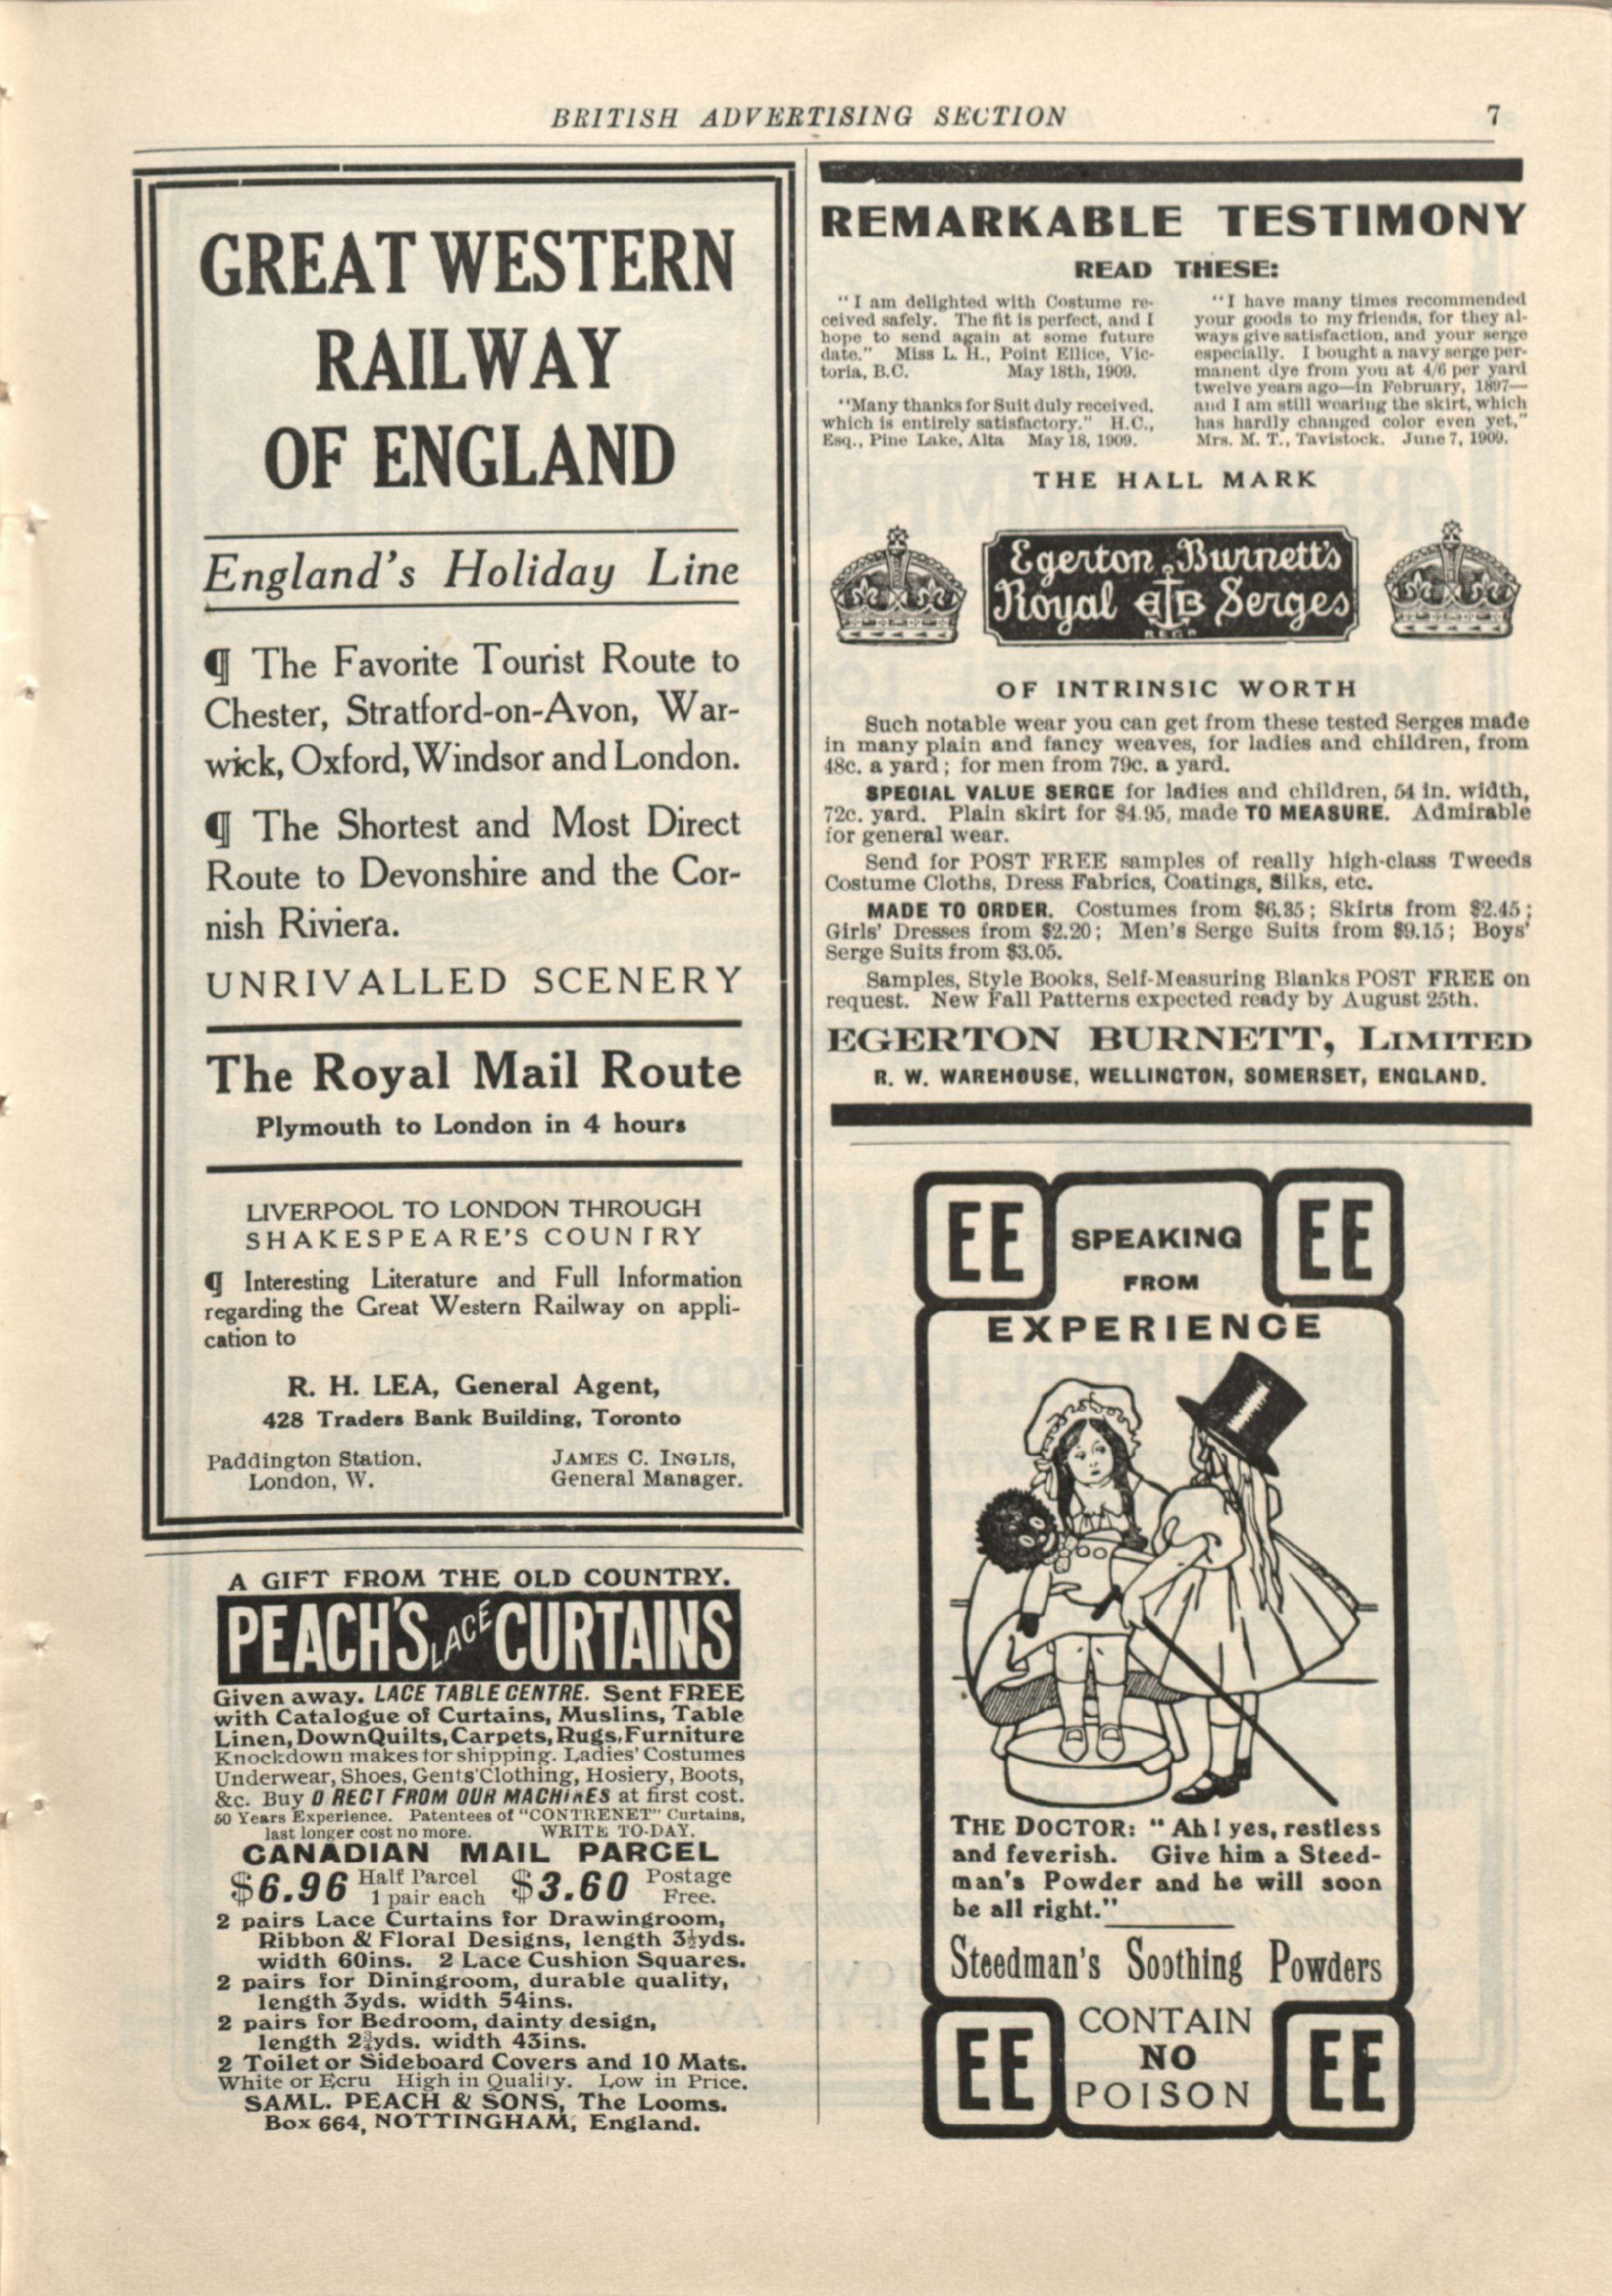 BRITISH ADVERTISING SECTION 7
GREAT WESTERN
RAILWAY
OF ENGLAND
England's Holiday Line
¶ The Favorite Tourist Route to
Chester, Stratford-on-Avon, War-
wick, Oxford, Windsor and London.
¶ The Shortest and Most Direct
Route to Devonshire and the Cor-
nish Riviera.
UNRIVALLED SCENERY
The Royal Mail Route
Plymouth to London in 4 hours
LIVERPOOL TO LONDON THROUGH
SHAKESPEARE'S COUNTRY
¶ Interesting Literature and Full Information
regarding the Great Western Railway on appli-
cation to
R. H. LEA, General Agent,
428 Traders Bank Building, Toronto
Paddington Station, JAMES C. INGLIS,
London, W. General Manager.
A GIFT FROM THE OLD COUNTRY.
PEACH'S LACE CURTAINS
Given away. LACE TABLE CENTRE. Sent FREE
with Catalogue of Curtains, Muslins, Table
Linen, Down Quilts, Carpets, Rugs, Furniture
Knockdown makes for shipping. Ladies' Costumes
Underwear, Shoes, Gents' Clothing, Hosiery, Boots,
&c. Buy D RECT FROM OUR MACHINES at first cost.
50 Years Experience. Patentees of "CONTRENET" Curtains,
last longer cost no more. WRITE TO-DAY.
CANADIAN MAIL PARCEL
$6.96 Half Parcel 1 pair each $3.60 Postage Free.
2 pairs Lace Curtains for Drawingroom,
Ribbon & Floral Designs, length 3½yds.
width 60ins. 2 Lace Cushion Squares.
2 pairs for Diningroom, durable quality,
length 3yds. width 54ins.
2 pairs for Bedroom, dainty design,
length 2¾yds. width 43ins.
2 Toilet or Sideboard Covers and 10 Mats.
White or Ecru High in Quality. Low in Price.
SAML. PEACH & SONS, The Looms.
Box 664, NOTTINGHAM, England.
REMARKABLE TESTIMONY
READ THESE:
"I am delighted with Costume re-
ceived safely. The fit is perfect, and I
hope to send again at some future
date." Miss L. H., Point Ellice, Vic-
toria, B.C. May 18th, 1909.
"Many thanks for Suit duly received,
which is entirely satisfactory." H.C.,
Esq., Pine Lake, Alta May 18, 1909.
"I have many times recommended
your goods to my friends, for they al-
ways give satisfaction, and your serge
especially. I bought a navy serge per-
manent dye from you at 4/6 per yard
twelve years ago—in February, 1897—
and I am still wearing the skirt, which
has hardly changed color even yet,"
Mrs. M. T., Tavistock. June 7, 1909.
THE HALL MARK
Egerton Burnett's
Royal EB Serges
REGD
OF INTRINSIC WORTH
Such notable wear you can get from these tested Serges made
in many plain and fancy weaves, for ladies and children, from
48c. a yard; for men from 79c. a yard.
SPECIAL VALUE SERGE for ladies and children, 54 in. width,
72c. yard. Plain skirt for $4.95, made TO MEASURE. Admirable
for general wear.
Send for POST FREE samples of really high-class Tweeds
Costume Cloths, Dress Fabrics, Coatings, Silks, etc.
MADE TO ORDER. Costumes from $6.35; Skirts from $2.45;
Girls' Dresses from $2.20; Men's Serge Suits from $9.15; Boys'
Serge Suits from $3.05.
Samples, Style Books, Self-Measuring Blanks POST FREE on
request. New Fall Patterns expected ready by August 25th.
EGERTON BURNETT, LIMITED
R. W. WAREHOUSE, WELLINGTON, SOMERSET, ENGLAND.
EE SPEAKING EE
FROM
EXPERIENCE
THE DOCTOR: "Ah! yes, restless
and feverish. Give him a Steed-
man's Powder and he will soon
be all right."
Steedman's Soothing Powders
CONTAIN
EE NO EE
POISON